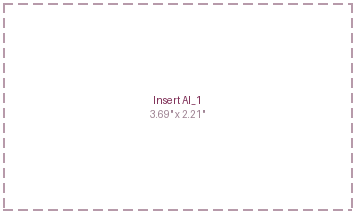 Insert AI_1
3.69" x 2.21"